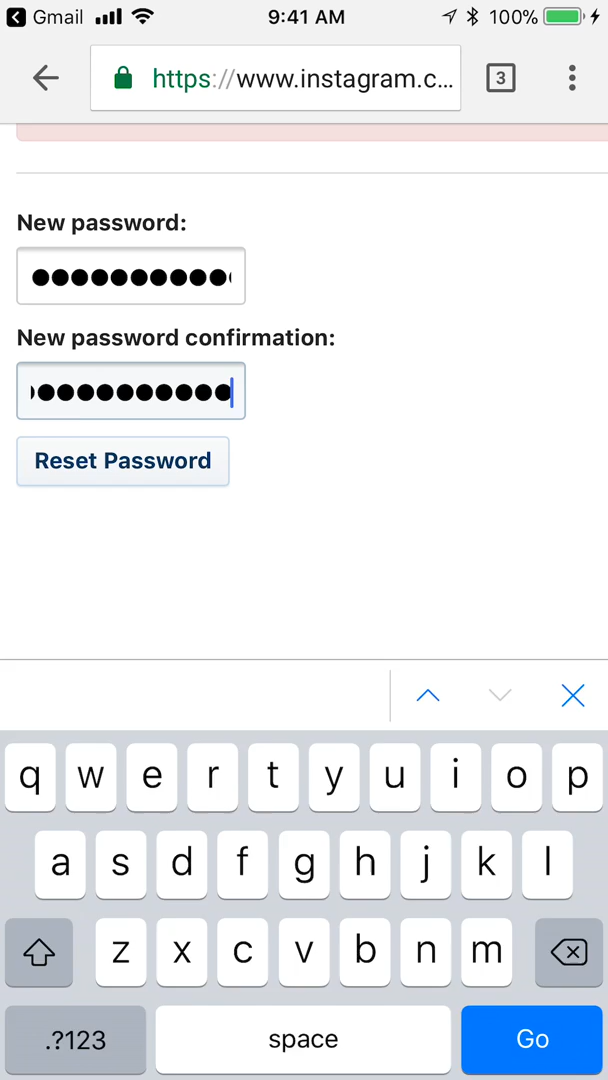 Gmail 9:41 AM 100%
https://www.instagram.c... 3
New password:
●●●●●●●●●●
New password confirmation:
●●●●●●●●●●
Reset Password
q w e r t y u i o p
a s d f g h j k l
z x c v b n m
.?123 space Go